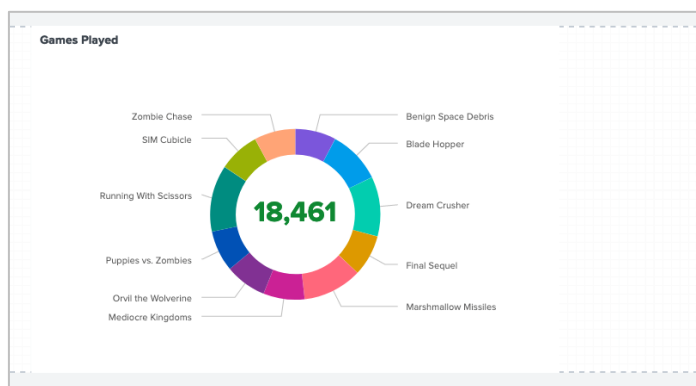 Games Played
Zombie Chase
Benign Space Debris
SIM Cubicle
Blade Hopper
Running With Scissors
Dream Crusher
18,461
Puppies vs. Zombies
Final Sequel
Orvil the Wolverine
Marshmallow Missiles
Mediocre Kingdoms